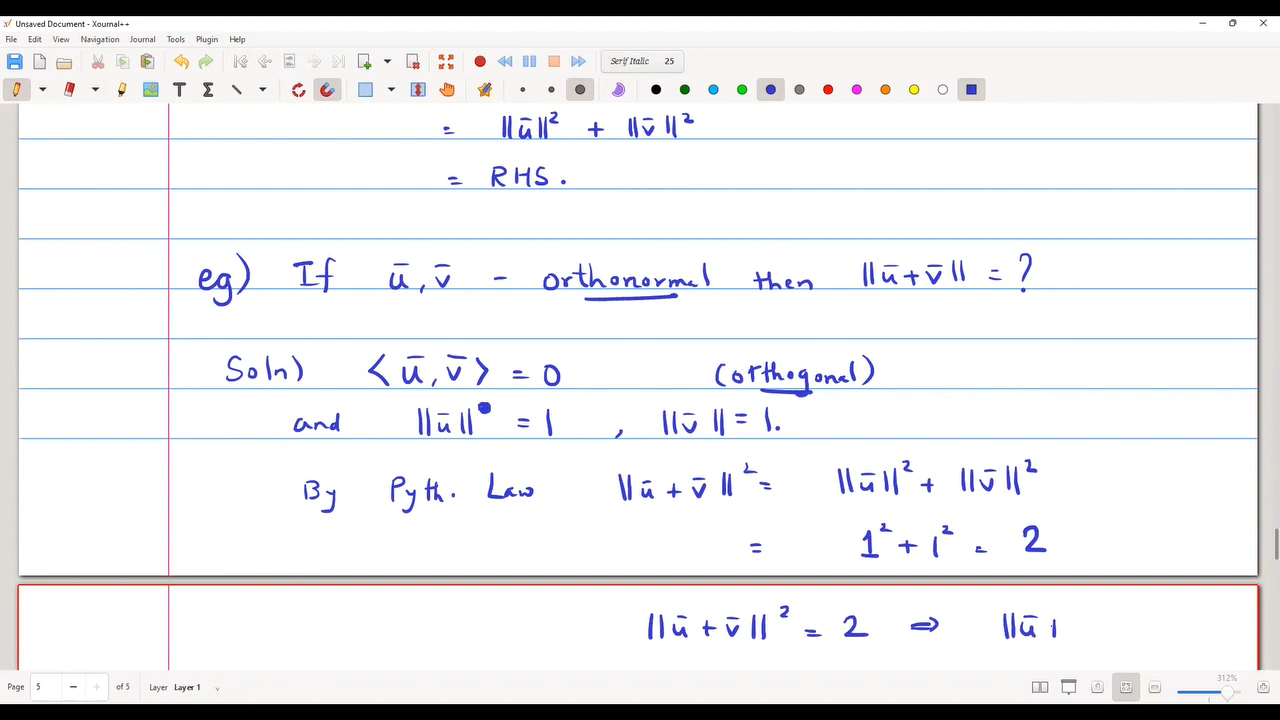 Unsaved Document - Xournal++
File Edit View Navigation Journal Tools Plugin Help
Serif Italic 25
= ||ū||² + ||v̄||²
= RHS.
eg) If ū, v̄ - orthonormal then ||ū + v̄|| = ?
Soln) <ū, v̄> = 0 (orthogonal)
and ||ū|| = 1 , ||v̄|| = 1.
By Pyth. Law ||ū + v̄||² = ||ū||² + ||v̄||²
= 1² + 1² = 2
||ū + v̄||² = 2 ⇒ ||ū +
Page 5 of 5 Layer Layer 1 312%